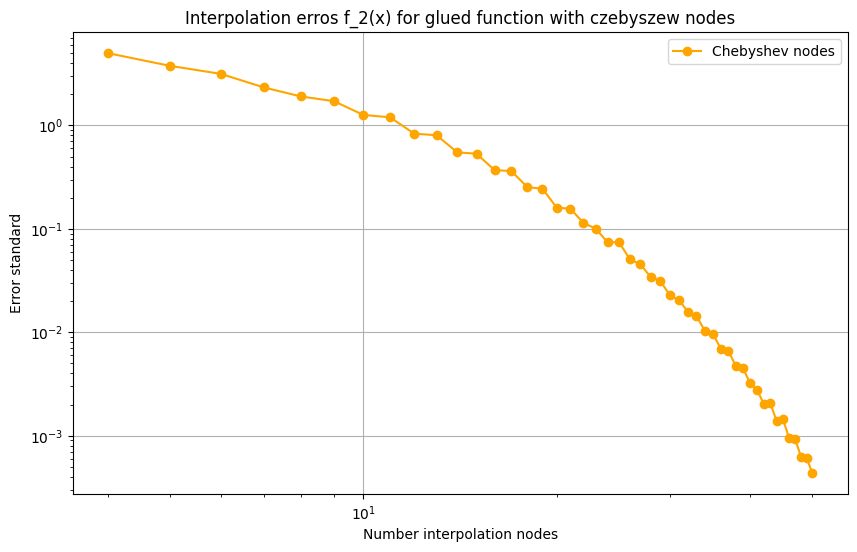 Interpolation erros f_2(x) for glued function with czebyszew nodes
Chebyshev nodes
Error standard
10^0
10^-1
10^-2
10^-3
10^1
Number interpolation nodes